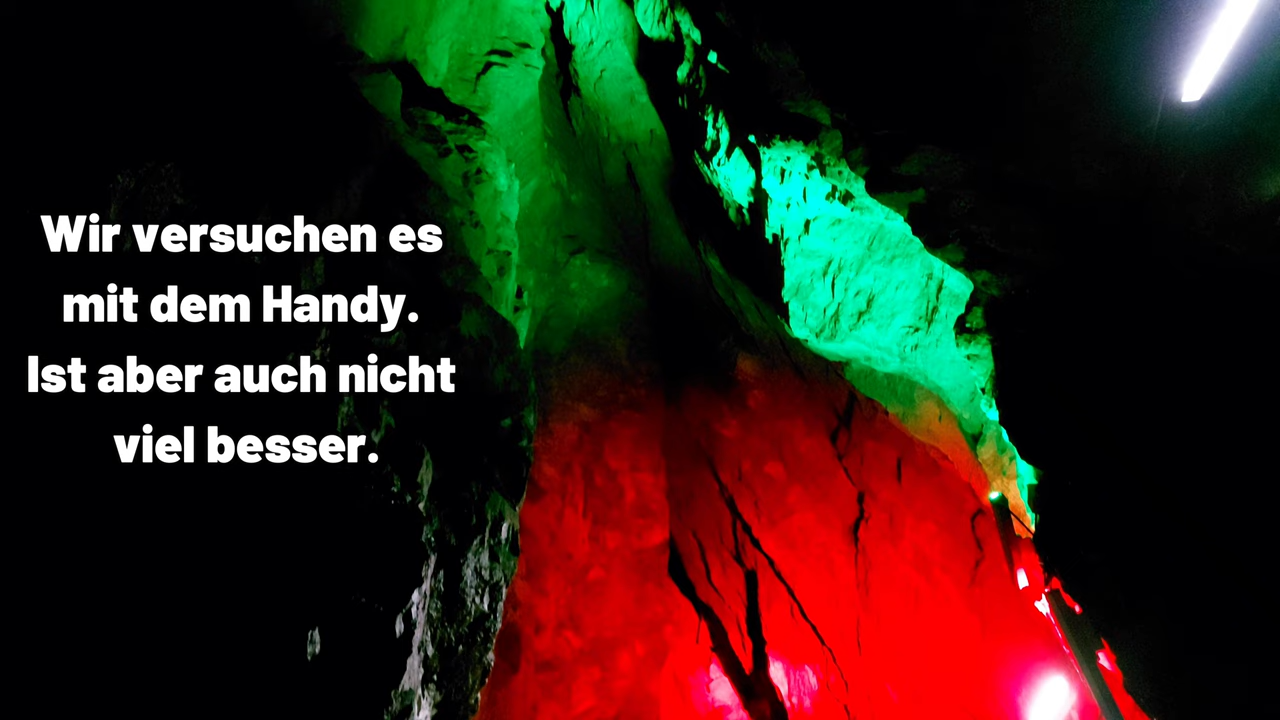 Wir versuchen es
mit dem Handy.
Ist aber auch nicht
viel besser.